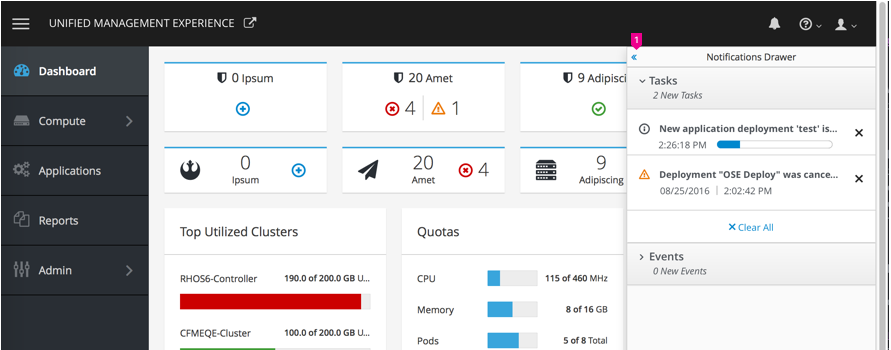 UNIFIED MANAGEMENT EXPERIENCE
1
Notifications Drawer
Dashboard
Compute
Applications
Reports
Admin
0 Ipsum
20 Amet
4
1
9 Adipisci
0
Ipsum
20
Amet
4
9
Adipiscing
Top Utilized Clusters
RHOS6-Controller
190.0 of 200.0 GB U...
CFMEQE-Cluster
100.0 of 200.0 GB U...
Quotas
CPU
115 of 460 MHz
Memory
8 of 16 GB
Pods
5 of 8 Total
Tasks
2 New Tasks
New application deployment 'test' is...
2:26:18 PM
Deployment "OSE Deploy" was cance...
08/25/2016 | 2:02:42 PM
Clear All
Events
0 New Events